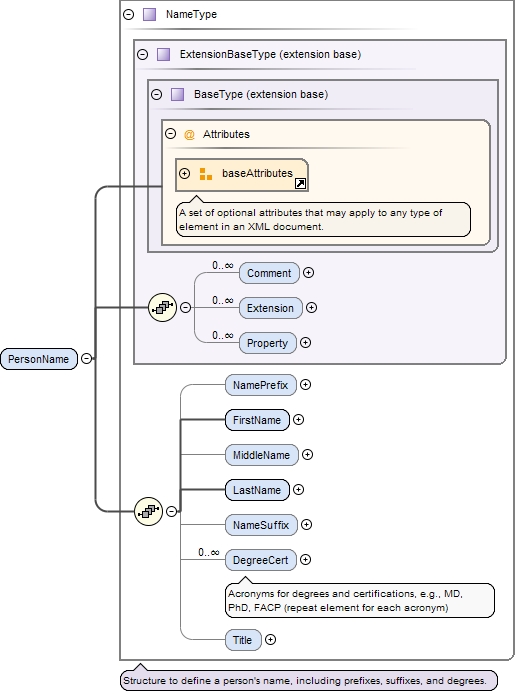 NameType
ExtensionBaseType (extension base)
BaseType (extension base)
@ Attributes
baseAttributes
A set of optional attributes that may apply to any type of
element in an XML document.
0..∞
Comment
0..∞
Extension
0..∞
Property
PersonName
NamePrefix
FirstName
MiddleName
LastName
NameSuffix
0..∞
DegreeCert
Acronyms for degrees and certifications, e.g., MD,
PhD, FACP (repeat element for each acronym)
Title
Structure to define a person's name, including prefixes, suffixes, and degrees.